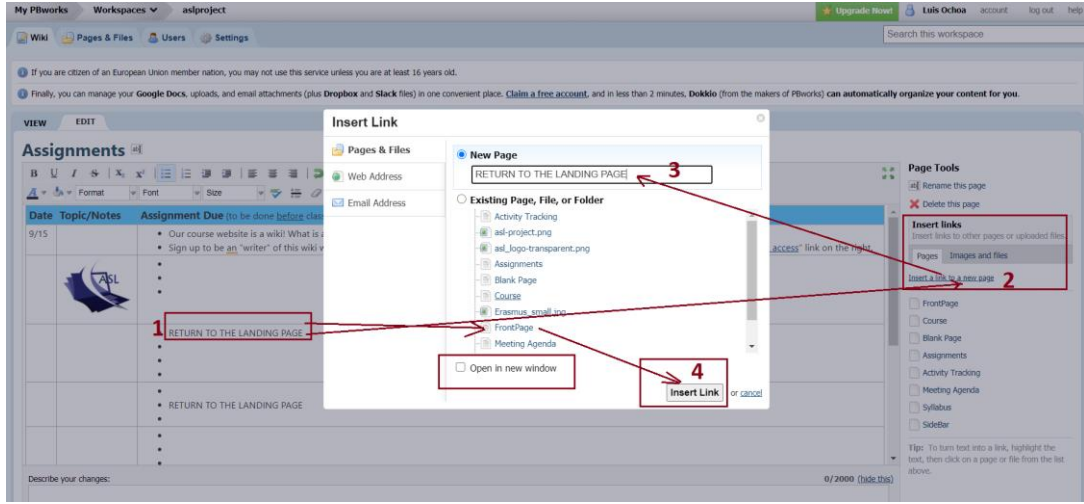 My PBworks Workspaces aslproject Upgrade Now! Luis Ochoa account log out help
Wiki Pages & Files Users Settings Search this workspace
If you are citizen of an European Union member nation, you may not use this service unless you are at least 16 years old.
Finally, you can manage your Google Docs, uploads, and email attachments (plus Dropbox and Slack files) in one convenient place. Claim a free account, and in less than 2 minutes, Dokkio (from the makers of PBworks) can automatically organize your content for you.
VIEW EDIT
Assignments
B U I S X₂ X²
A Format Font Size
Date Topic/Notes Assignment Due (to be done before clas
9/15
Our course website is a wiki! What is a
Sign up to be an "writer" of this wiki w
access" link on the right.
ASL
1 RETURN TO THE LANDING PAGE
RETURN TO THE LANDING PAGE
Describe your changes: 0/2000 (hide this)
Insert Link
Pages & Files
Web Address
Email Address
New Page
RETURN TO THE LANDING PAGE 3
Existing Page, File, or Folder
Activity Tracking
asl-project.png
asl_logo-transparent.png
Assignments
Blank Page
Course
Erasmus_small.jpg
FrontPage
Meeting Agenda
Open in new window
4
Insert Link or cancel
Page Tools
Rename this page
Delete this page
Insert links
Insert links to other pages or uploaded files.
Pages Images and files
Insert a link to a new page 2
FrontPage
Course
Blank Page
Assignments
Activity Tracking
Meeting Agenda
Syllabus
SideBar
Tip: To turn text into a link, highlight the
text, then click on a page or file from the list
above.